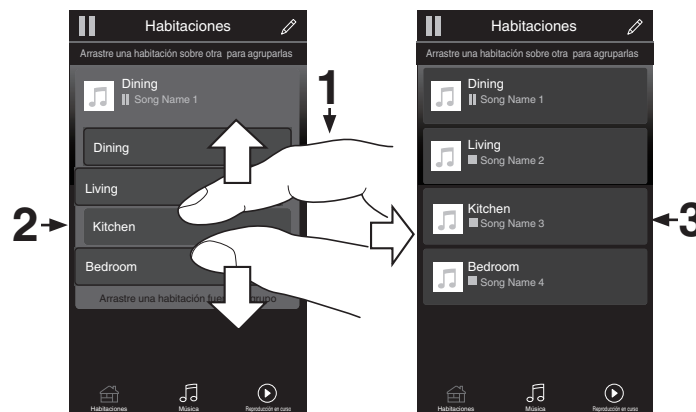 Habitaciones
Arrastre una habitación sobre otra para agruparlas
Dining
Song Name 1
Dining
Living
Kitchen
Bedroom
Arrastre una habitación fue grupo
Habitaciones
Música
Reproducción en curso
1
2
Habitaciones
Arrastre una habitación sobre otra para agruparlas
Dining
Song Name 1
Living
Song Name 2
Kitchen
Song Name 3
Bedroom
Song Name 4
Habitaciones
Música
Reproducción en curso
3